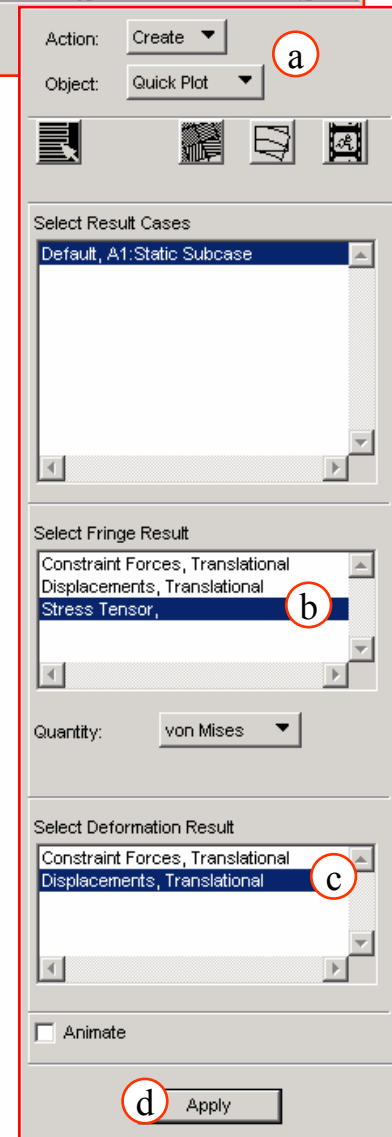 Action: Create
a
Object: Quick Plot
Select Result Cases
Default, A1:Static Subcase
Select Fringe Result
Constraint Forces, Translational
Displacements, Translational
Stress Tensor,
b
Quantity: von Mises
Select Deformation Result
Constraint Forces, Translational
Displacements, Translational
c
Animate
d Apply